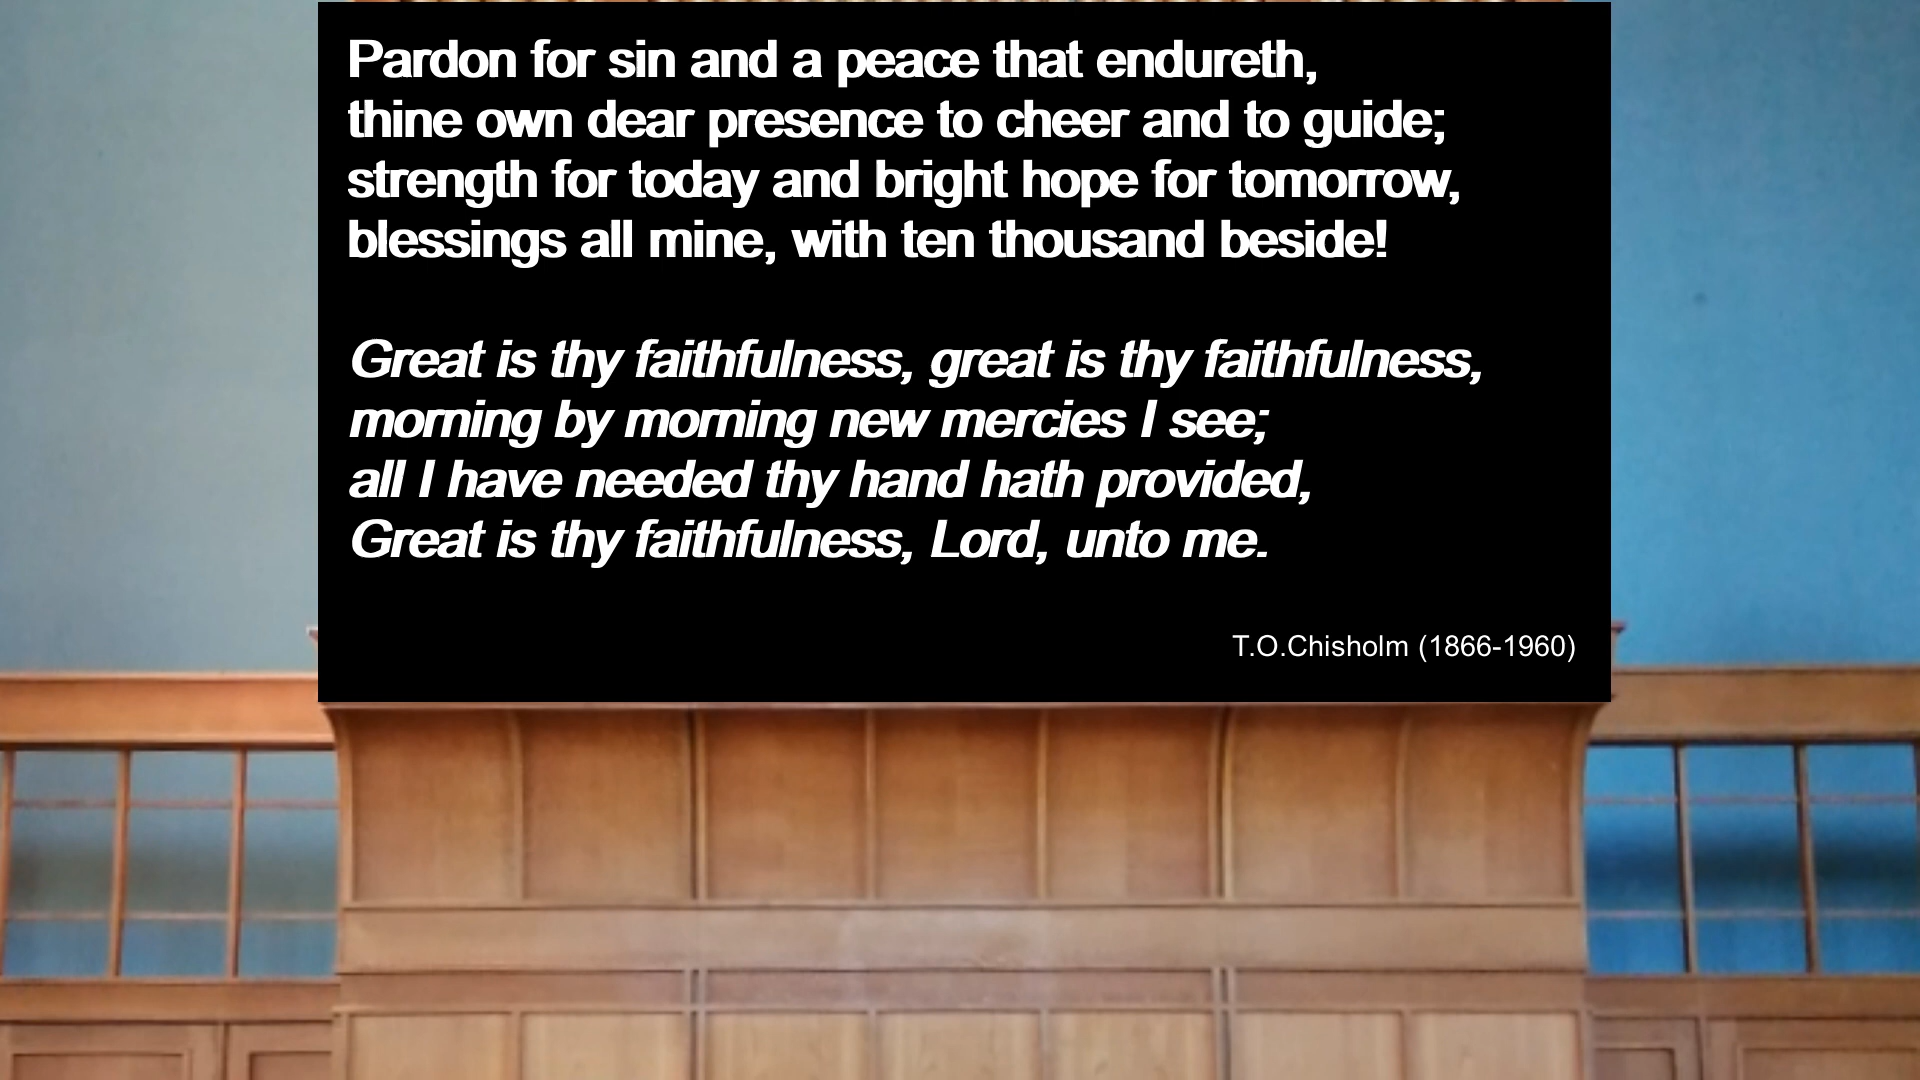 Pardon for sin and a peace that endureth,
thine own dear presence to cheer and to guide;
strength for today and bright hope for tomorrow,
blessings all mine, with ten thousand beside!
Great is thy faithfulness, great is thy faithfulness,
morning by morning new mercies I see;
all I have needed thy hand hath provided,
Great is thy faithfulness, Lord, unto me.
T.O.Chisholm (1866-1960)